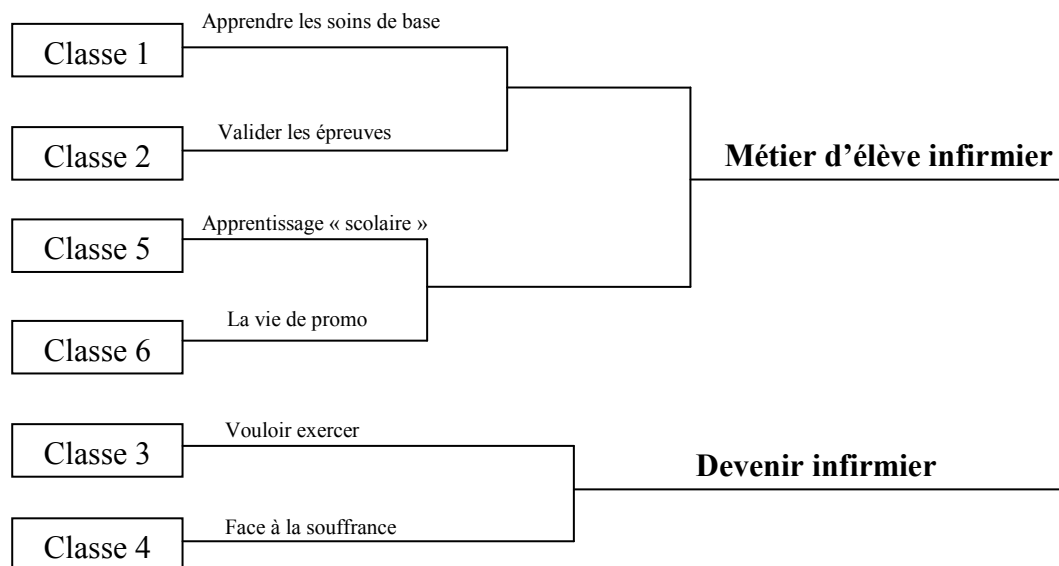 Apprendre les soins de base
Classe 1
Valider les épreuves
Classe 2
Métier d’élève infirmier
Apprentissage « scolaire »
Classe 5
La vie de promo
Classe 6
Vouloir exercer
Classe 3
Devenir infirmier
Face à la souffrance
Classe 4